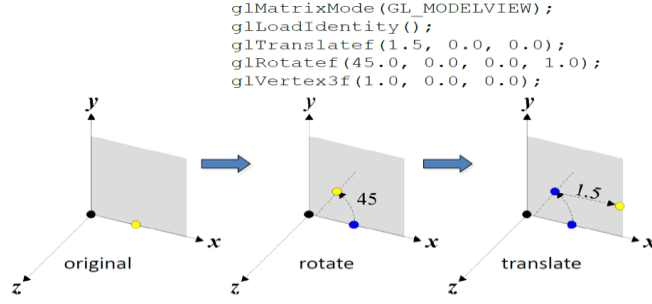 glMatrixMode(GL_MODELVIEW);
glLoadIdentity();
glTranslatef(1.5, 0.0, 0.0);
glRotatef(45.0, 0.0, 0.0, 1.0);
glVertex3f(1.0, 0.0, 0.0);
y y y
45 1.5
x x x
z original z rotate z translate